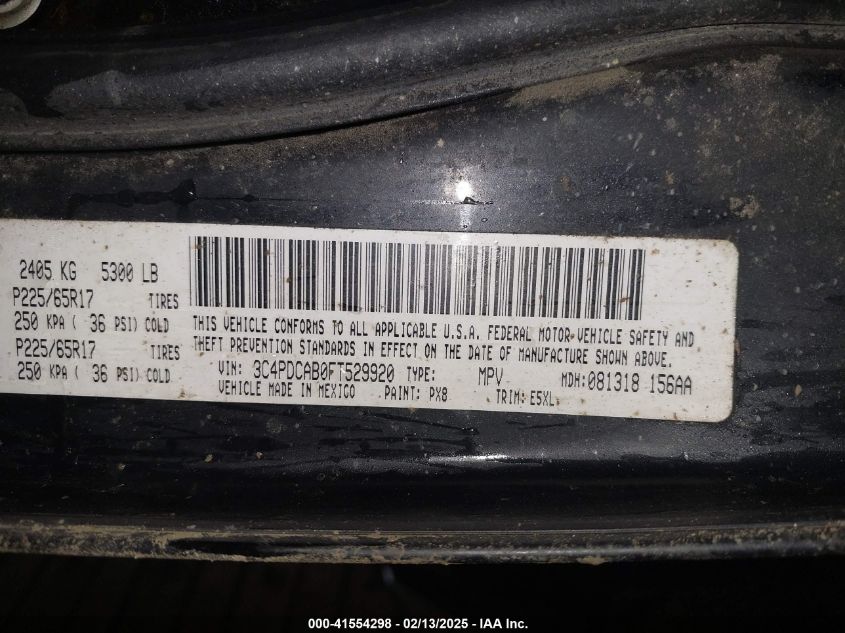 2405 KG 5300 LB
P225/65R17 TIRES
250 KPA ( 36 PSI) COLD
P225/65R17 TIRES
250 KPA ( 36 PSI) COLD
THIS VEHICLE CONFORMS TO ALL APPLICABLE U.S.A. FEDERAL MOTOR VEHICLE SAFETY AND
THEFT PREVENTION STANDARDS IN EFFECT ON THE DATE OF MANUFACTURE SHOWN ABOVE.
VIN: 3C4PDCAB0FT529920 TYPE: MPV MDH:081318 156AA
VEHICLE MADE IN MEXICO PAINT: PX8 TRIM: E5XL
000-41554298 - 02/13/2025 - IAA Inc.